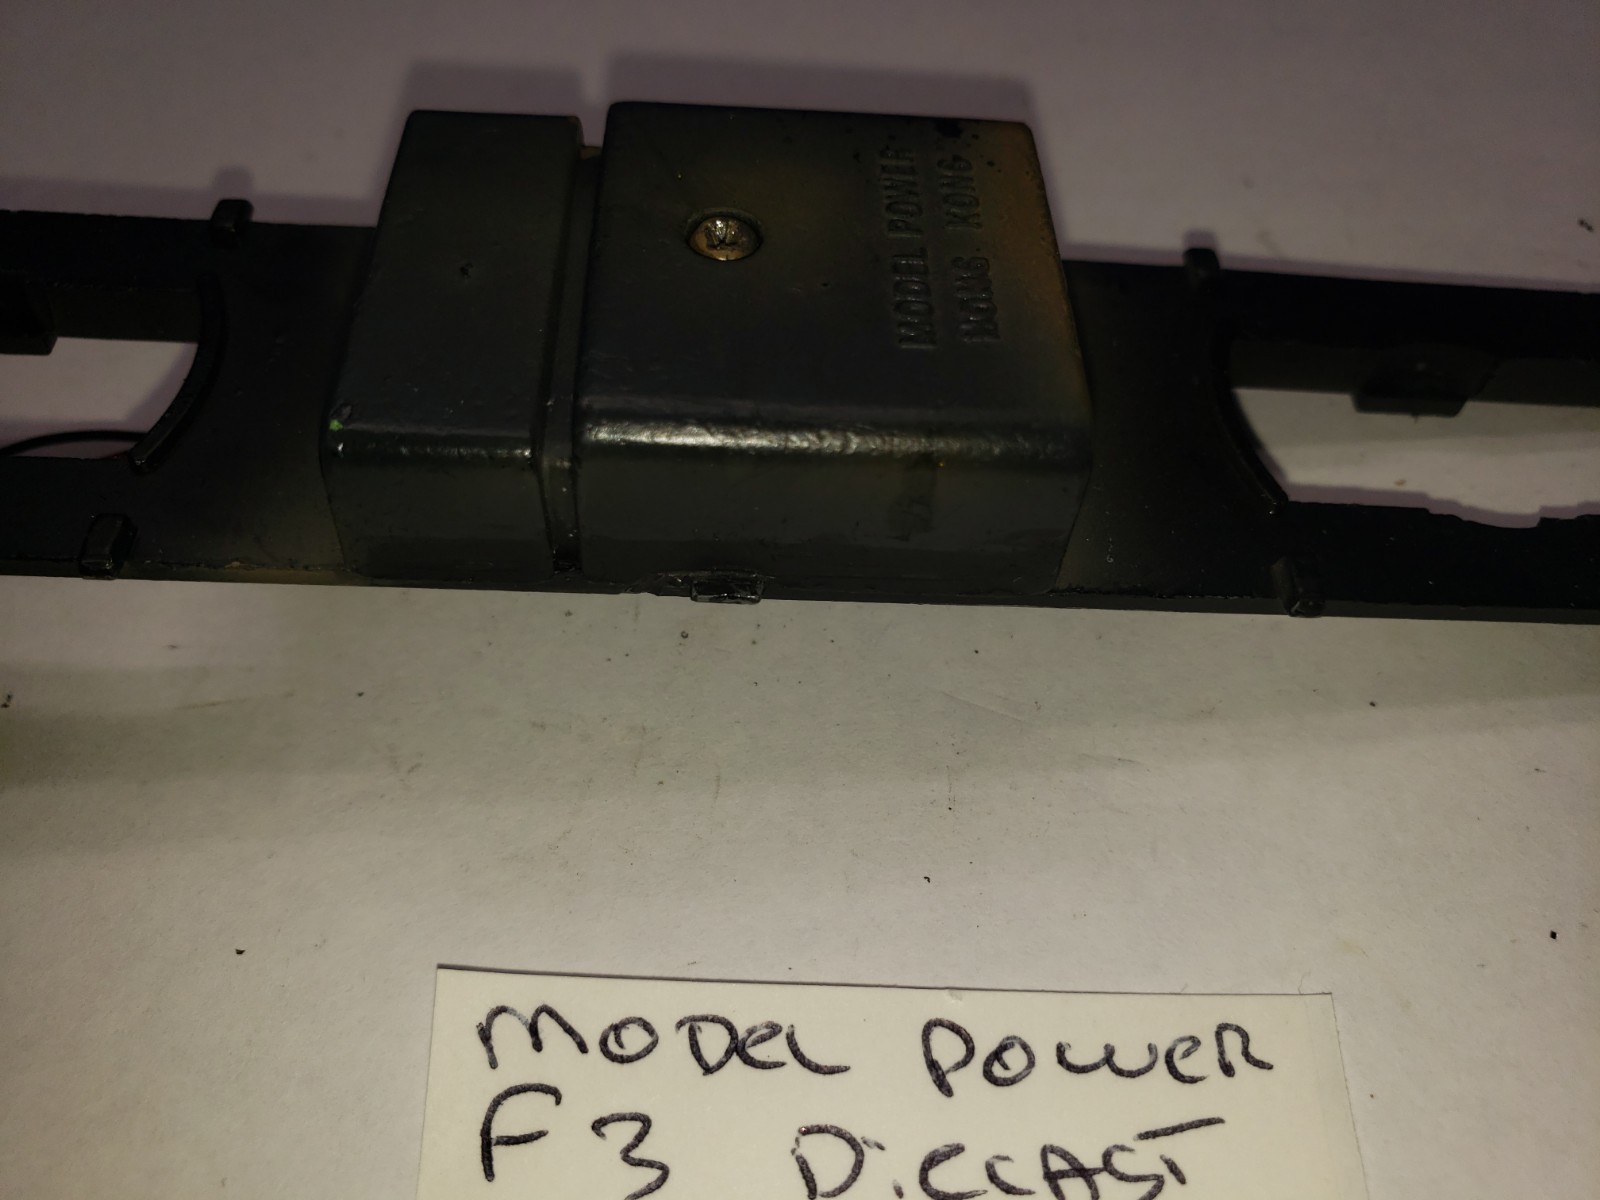 MODEL POWER
HONG KONG
MODEL POWER
F3 DIECAST